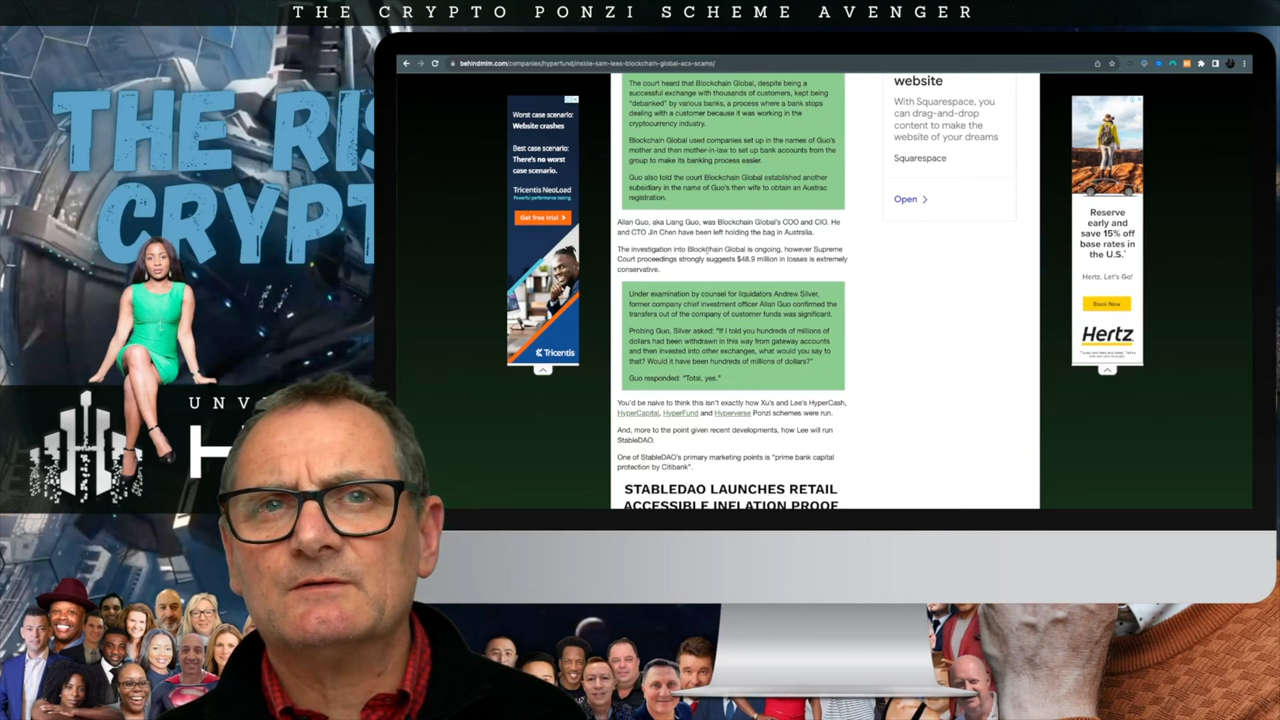 THE CRYPTO PONZI SCHEME AVENGER
THE RI
CRYPT
UNV
H
behindmlm.com/companies/hyperfund/inside-sam-lees-blockchain-global-acs-scams/
Worst case scenario:
Website crashes
Best case scenario:
There's no worst
case scenario.
Tricentis NeoLoad
Powerful performance testing.
Get free trial
Tricentis
The court heard that Blockchain Global, despite being a
successful exchange with thousands of customers, kept being
"debanked" by various banks, a process where a bank stops
dealing with a customer because it was working in the
cryptocurrency industry.
Blockchain Global used companies set up in the names of Guo's
mother and then mother-in-law to set up bank accounts from the
group to make its banking process easier.
Guo also told the court Blockchain Global established another
subsidiary in the name of Guo's then wife to obtain an Austrac
registration.
Allan Guo, aka Liang Guo, was Blockchain Global's COO and CIO. He
and CTO Jin Chen have been left holding the bag in Australia.
The investigation into Blockchain Global is ongoing, however Supreme
Court proceedings strongly suggests $48.9 million in losses is extremely
conservative.
Under examination by counsel for liquidators Andrew Silver,
former company chief investment officer Allan Guo confirmed the
transfers out of the company of customer funds was significant.
Probing Guo, Silver asked: "If I told you hundreds of millions of
dollars had been withdrawn in this way from gateway accounts
and then invested into other exchanges, what would you say to
that? Would it have been hundreds of millions of dollars?"
Guo responded: "Total, yes."
You'd be naive to think this isn't exactly how Xu's and Lee's HyperCash,
HyperCapital, HyperFund and Hyperverse Ponzi schemes were run.
And, more to the point given recent developments, how Lee will run
StableDAO.
One of StableDAO's primary marketing points is "prime bank capital
protection by Citibank".
STABLEDAO LAUNCHES RETAIL
ACCESSIBLE INFLATION PROOF
website
With Squarespace, you
can drag-and-drop
content to make the
website of your dreams
Squarespace
Open
Reserve
early and
save 15% off
base rates in
the U.S.*
Hertz. Let's Go!
Book Now
Hertz